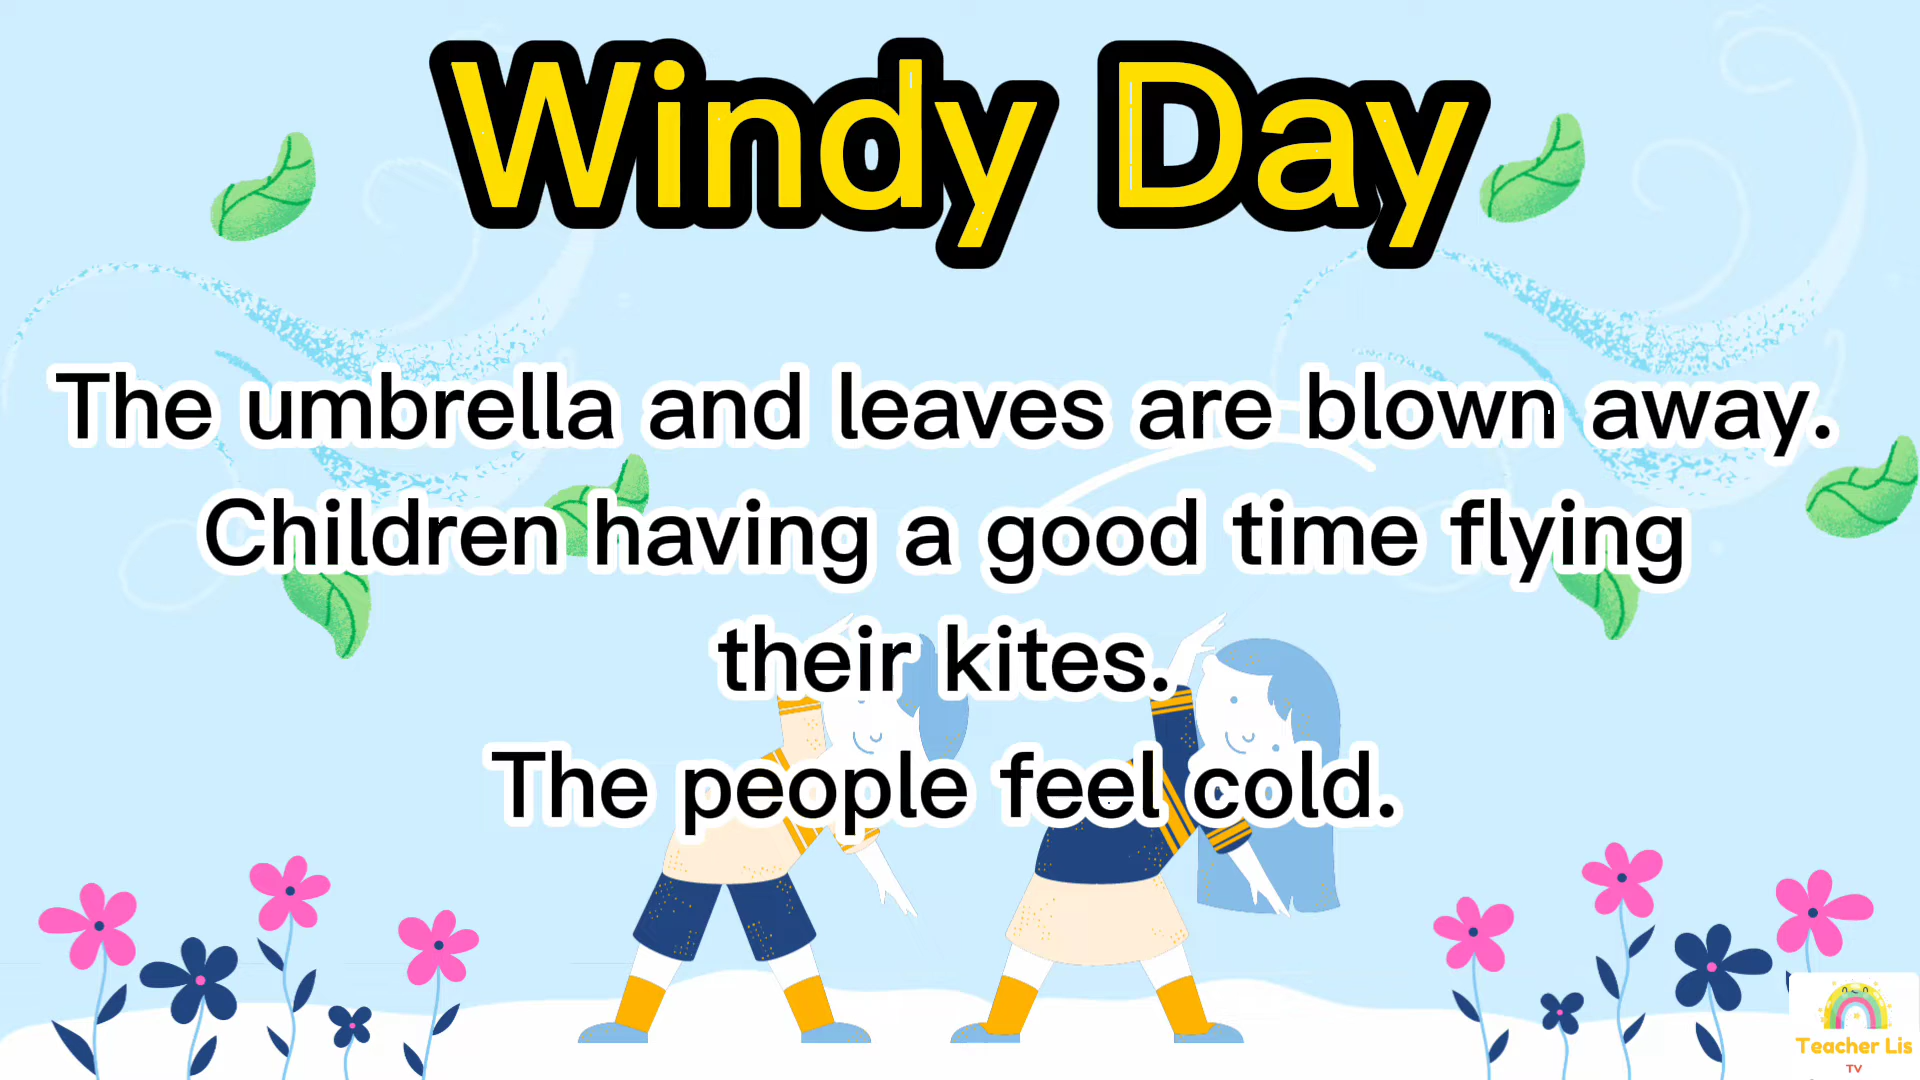 Windy Day
The umbrella and leaves are blown away.
Children having a good time flying
their kites.
The people feel cold.
Teacher Lis
TV